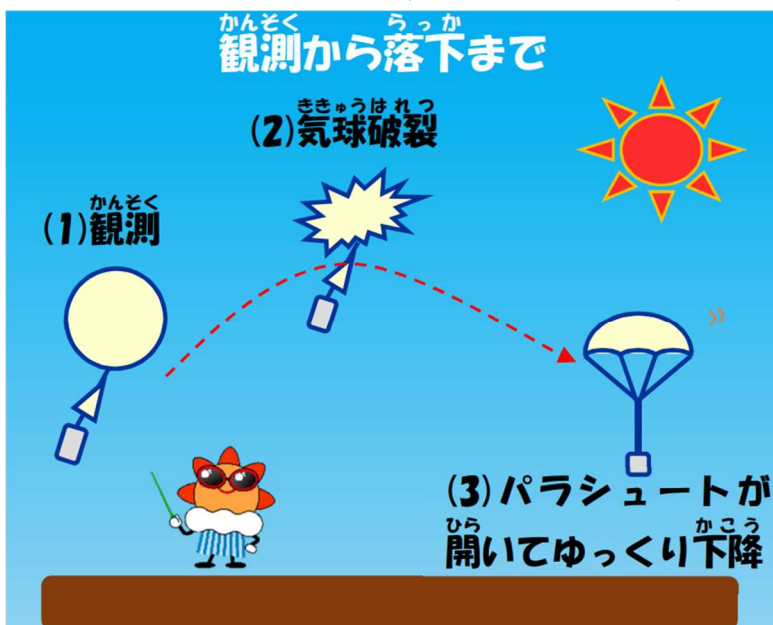 かんそく らっか
観測から落下まで
ききゅうはれつ
(2)気球破裂
かんそく
(1)観測
(3)パラシュートが
ひら かこう
開いてゆっくり下降